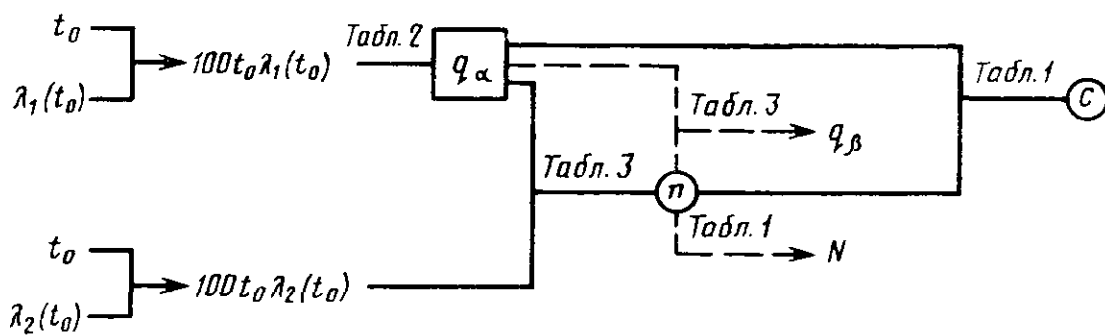 t₀
λ₁(t₀)
100t₀λ₁(t₀)
Табл. 2
q_α
Табл. 1
C
Табл. 3
q_β
Табл. 3
n
Табл. 1
N
t₀
λ₂(t₀)
100t₀λ₂(t₀)